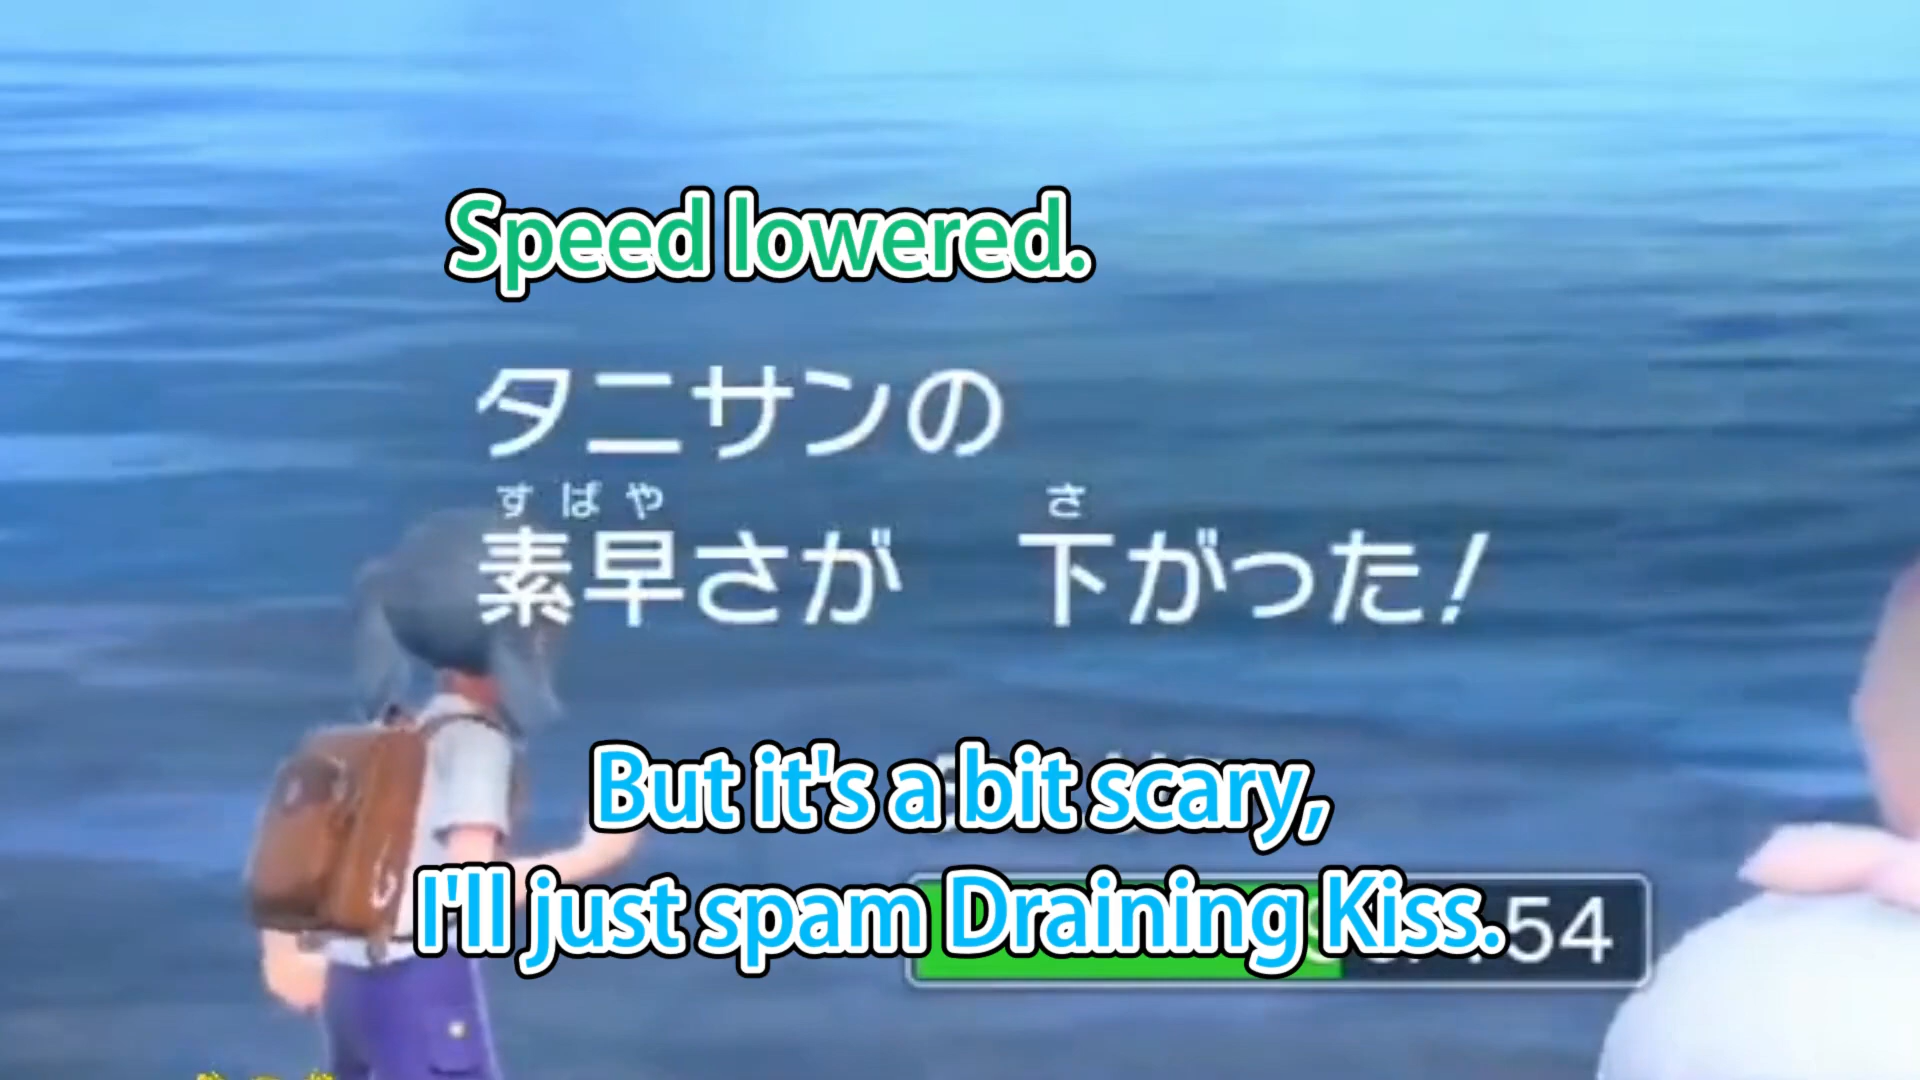 Speed lowered.
タニサンの
すばや さ
素早さが 下がった!
But it's a bit scary,
I'll just spam Draining Kiss.
54